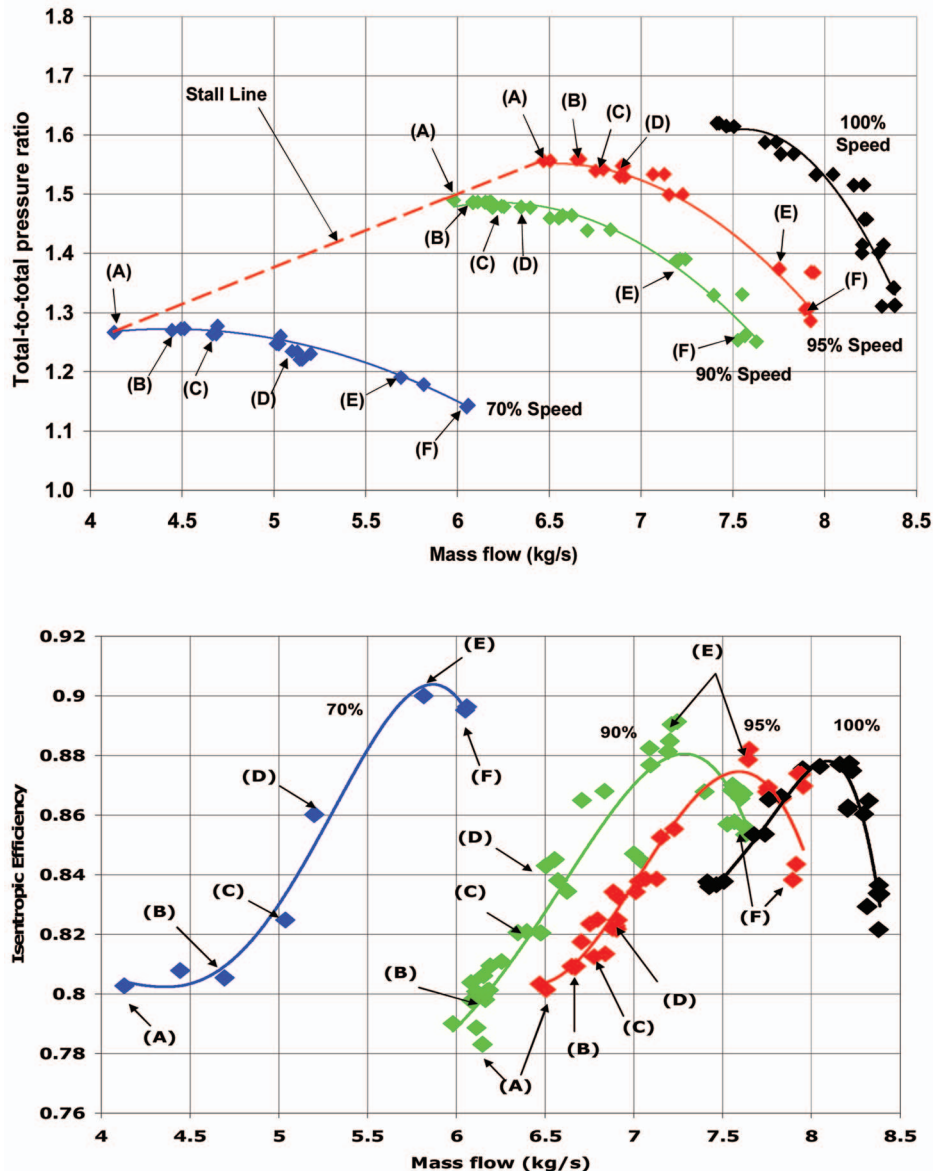 1.8
1.7
1.6
1.5
1.4
1.3
1.2
1.1
1.0
Total-to-total pressure ratio
Stall Line
(A)
(B)
(C)
(D)
(E)
(F)
70% Speed
(A)
(B)
(C)
(D)
(E)
(F)
90% Speed
(A)
(B)
(C)
(D)
(E)
(F)
95% Speed
100%
Speed
4 4.5 5 5.5 6 6.5 7 7.5 8 8.5
Mass flow (kg/s)
0.92
0.9
0.88
0.86
0.84
0.82
0.8
0.78
0.76
Isentropic Efficiency
70%
(A)
(B)
(C)
(D)
(E)
(F)
90%
95%
100%
(E)
(D)
(C)
(B)
(A)
(B)
(C)
(D)
(F)
4 4.5 5 5.5 6 6.5 7 7.5 8 8.5
Mass flow (kg/s)